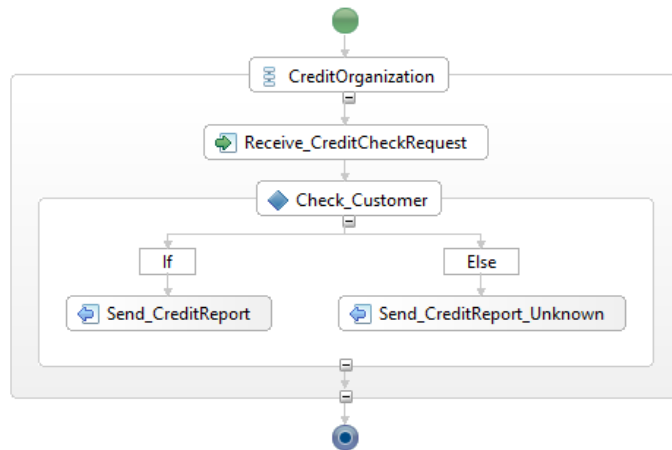 CreditOrganization
Receive_CreditCheckRequest
Check_Customer
If
Else
Send_CreditReport
Send_CreditReport_Unknown